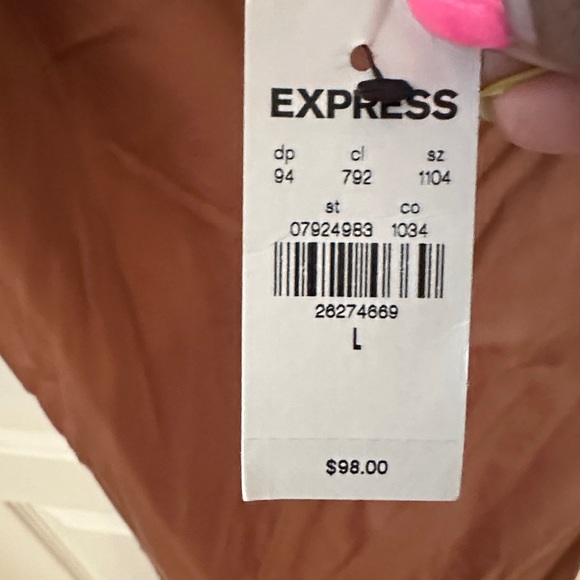 EXPRESS
dp cl sz
94 792 1104
st co
07924983 1034
26274669
L
$98.00